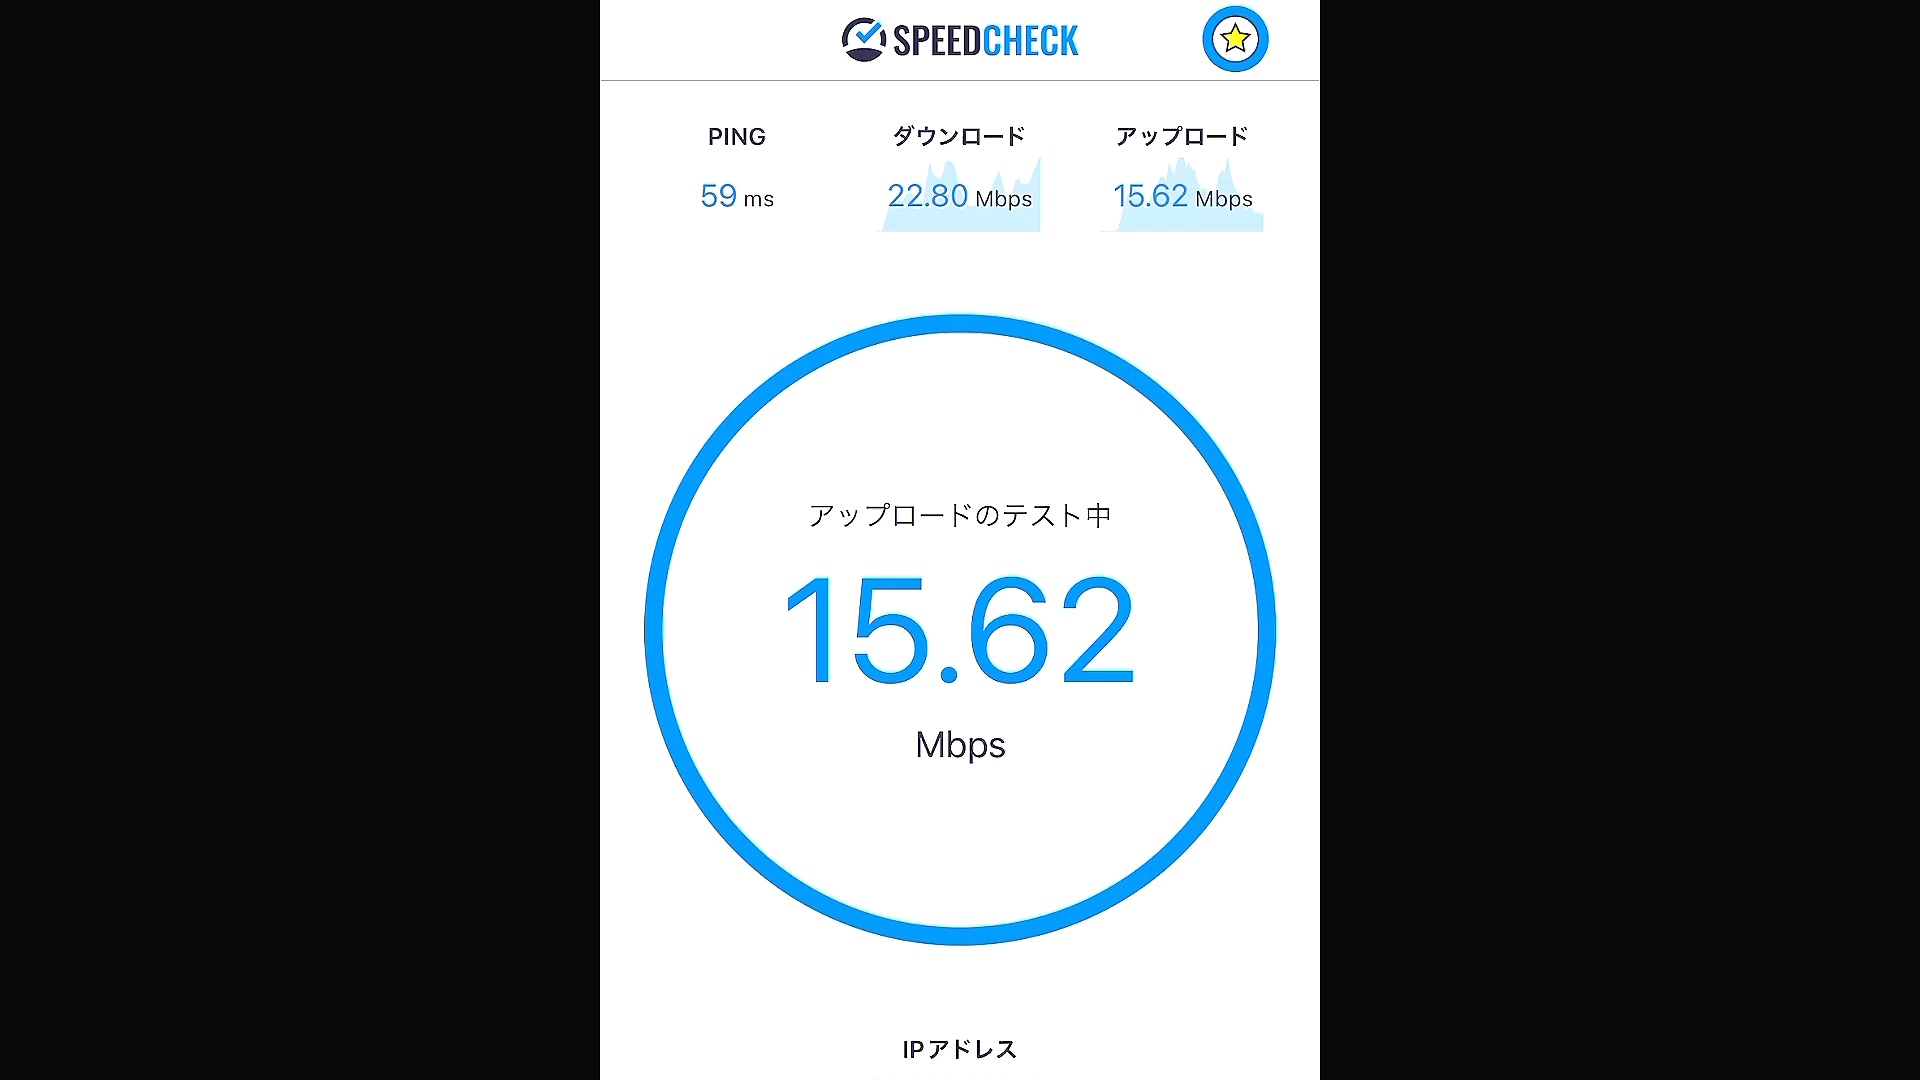 SPEEDCHECK
PING
ダウンロード
アップロード
59 ms
22.80 Mbps
15.62 Mbps
アップロードのテスト中
15.62
Mbps
IPアドレス